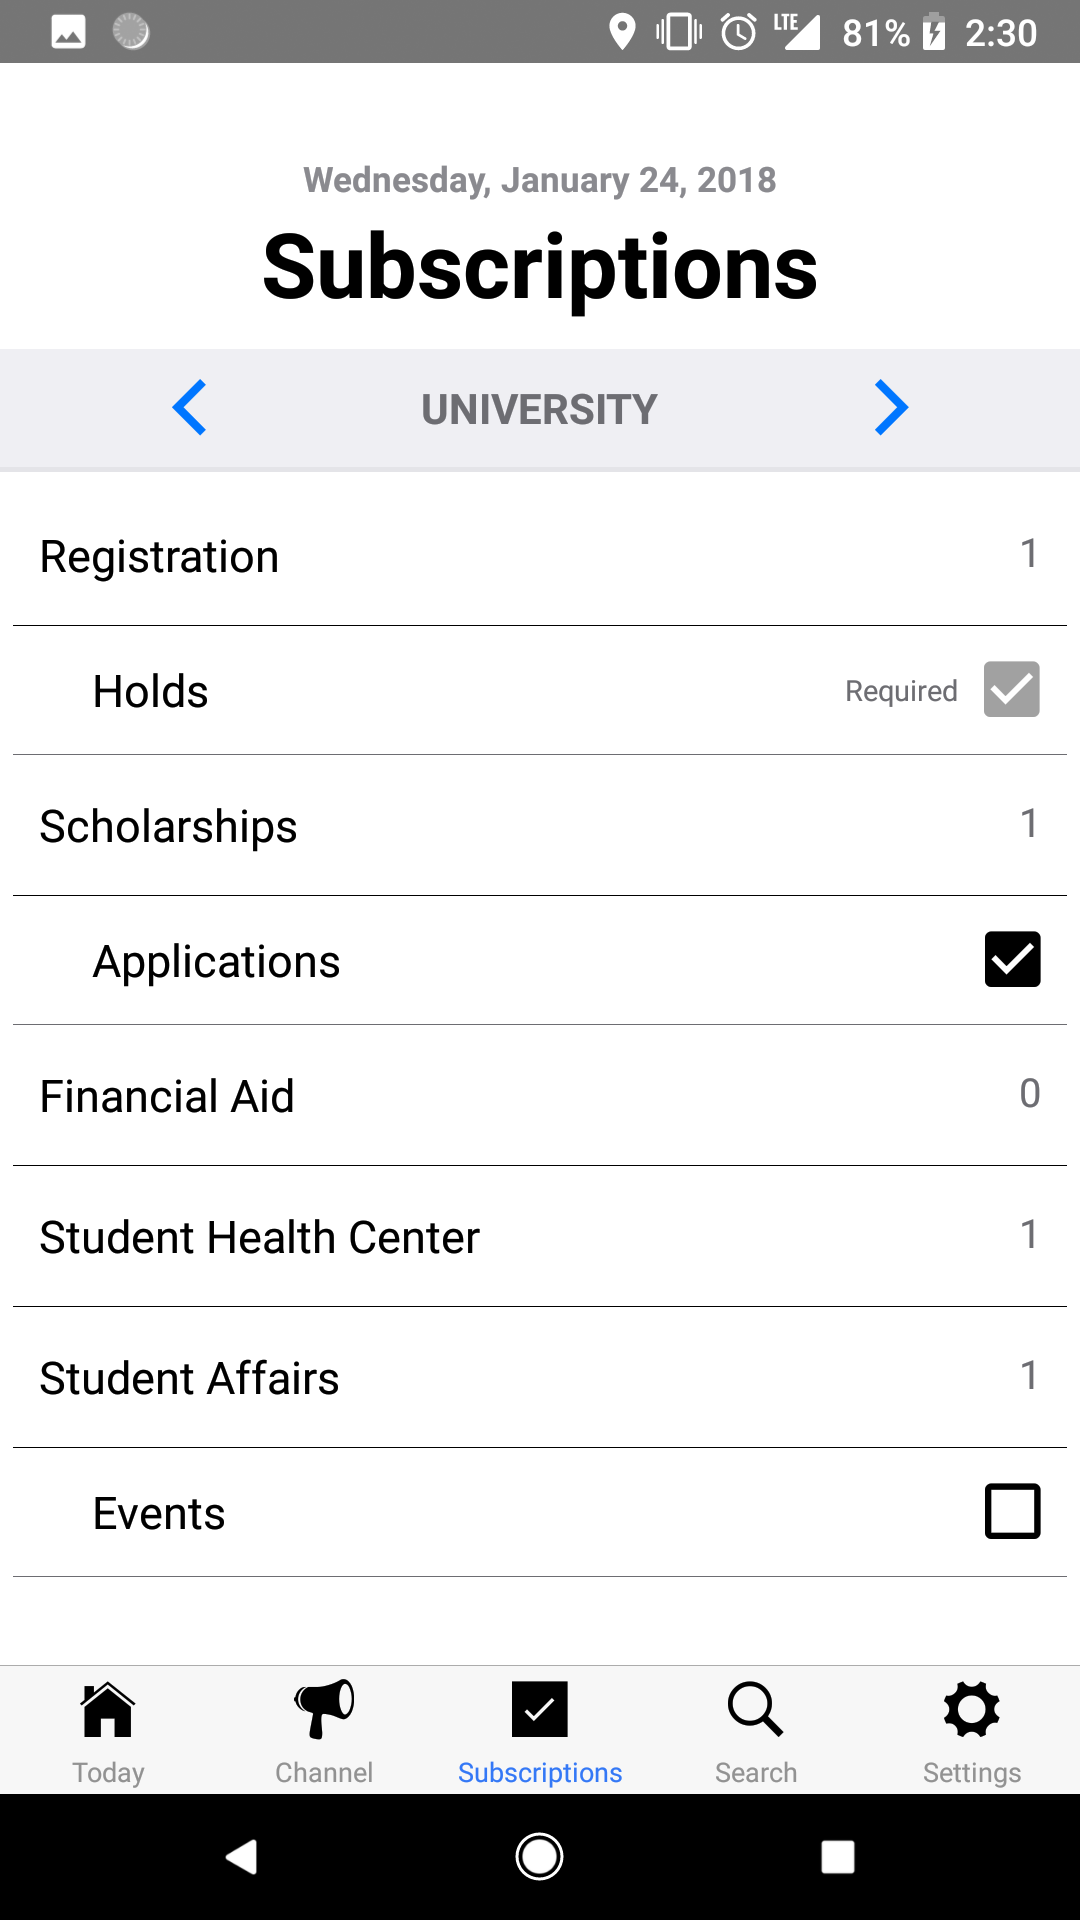 LTE 81% 2:30
Wednesday, January 24, 2018
Subscriptions
UNIVERSITY
Registration 1
Holds Required
Scholarships 1
Applications
Financial Aid 0
Student Health Center 1
Student Affairs 1
Events
Today Channel Subscriptions Search Settings